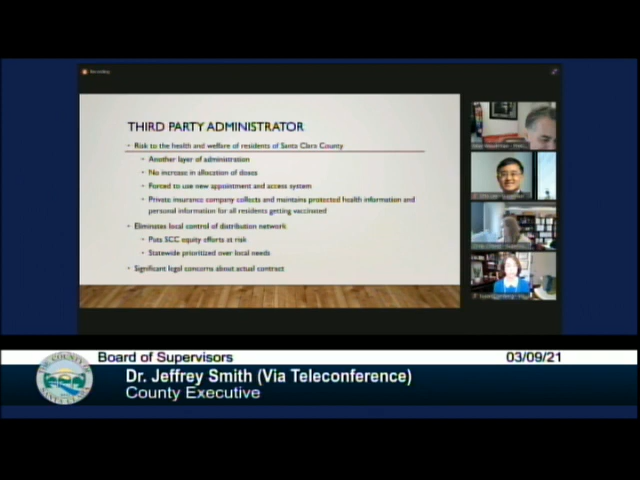 THIRD PARTY ADMINISTRATOR
• Risk to the health and welfare of residents of Santa Clara County
• Another layer of administration
• No increase in allocation of doses
• Forced to use new appointment and access system
• Private insurance company collects and maintains protected health information and
personal information for all residents getting vaccinated
• Eliminates local control of distribution network
• Puts SCC equity efforts at risk
• Statewide prioritized over local needs
• Significant legal concerns about actual contract
Board of Supervisors
03/09/21
Dr. Jeffrey Smith (Via Teleconference)
County Executive